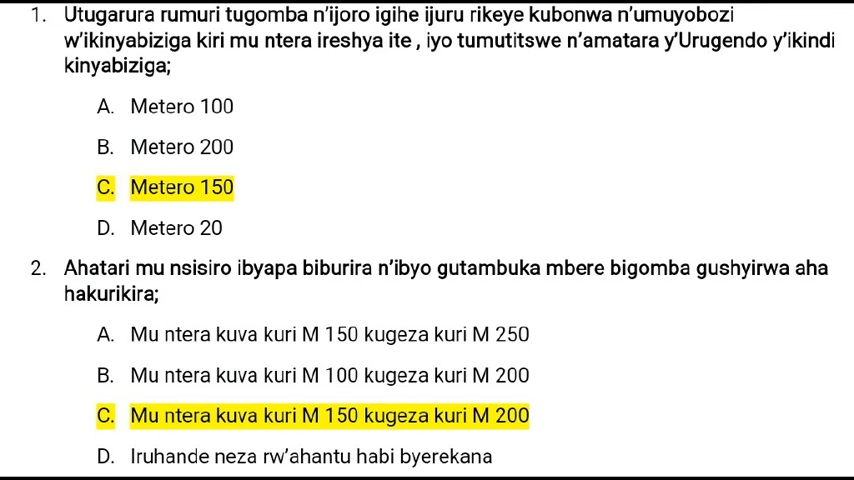 1. Utugarura rumuri tugomba n'ijoro igihe ijuru rikeye kubonwa n'umuyobozi
w'ikinyabiziga kiri mu ntera ireshya ite , iyo tumutitswe n'amatara y'Urugendo y'ikindi
kinyabiziga;
A. Metero 100
B. Metero 200
C. Metero 150
D. Metero 20
2. Ahatari mu nsisiro ibyapa biburira n'ibyo gutambuka mbere bigomba gushyirwa aha
hakurikira;
A. Mu ntera kuva kuri M 150 kugeza kuri M 250
B. Mu ntera kuva kuri M 100 kugeza kuri M 200
C. Mu ntera kuva kuri M 150 kugeza kuri M 200
D. Iruhande neza rw'ahantu habi byerekana